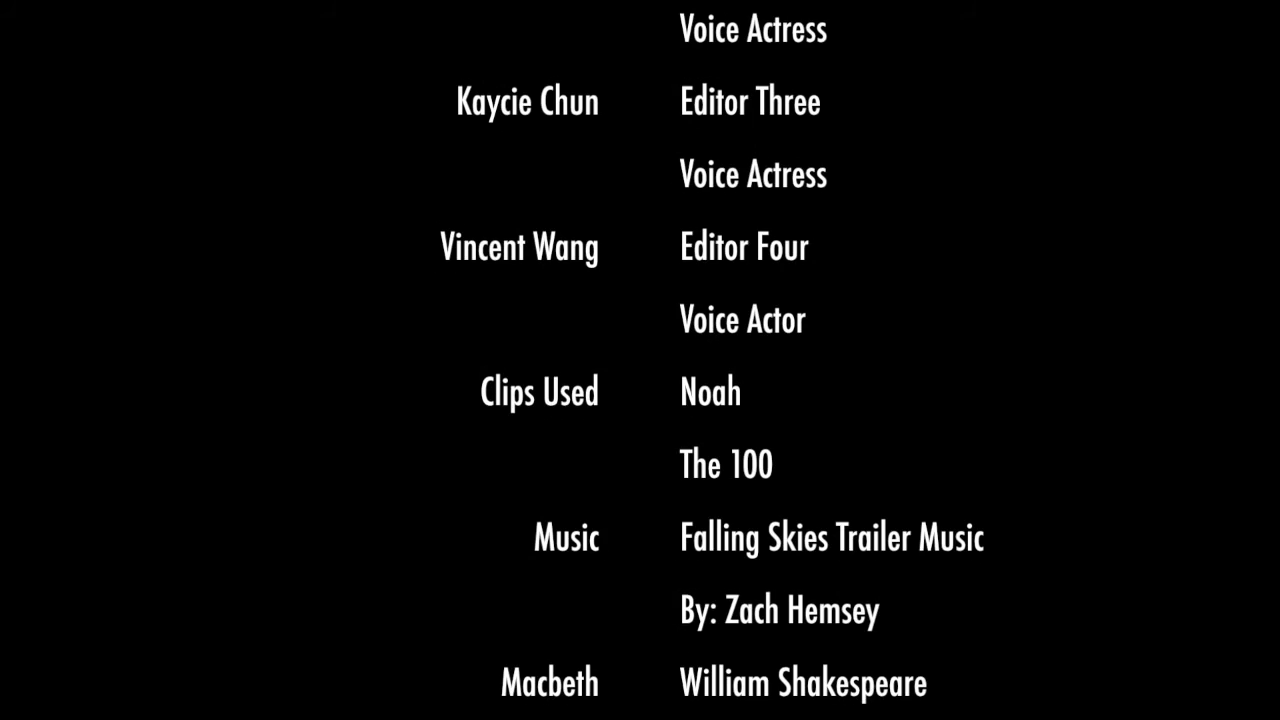 Voice Actress
Kaycie Chun Editor Three
Voice Actress
Vincent Wang Editor Four
Voice Actor
Clips Used Noah
The 100
Music Falling Skies Trailer Music
By: Zach Hemsey
Macbeth William Shakespeare